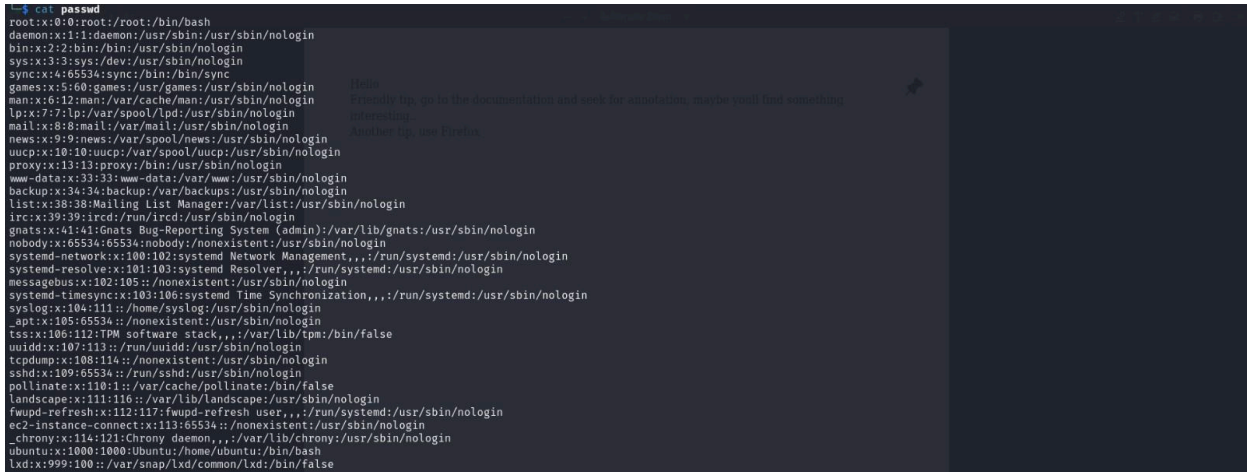 └─$ cat passwd
root:x:0:0:root:/root:/bin/bash
daemon:x:1:1:daemon:/usr/sbin:/usr/sbin/nologin
bin:x:2:2:bin:/bin:/usr/sbin/nologin
sys:x:3:3:sys:/dev:/usr/sbin/nologin
sync:x:4:65534:sync:/bin:/bin/sync
games:x:5:60:games:/usr/games:/usr/sbin/nologin
man:x:6:12:man:/var/cache/man:/usr/sbin/nologin
lp:x:7:7:lp:/var/spool/lpd:/usr/sbin/nologin
mail:x:8:8:mail:/var/mail:/usr/sbin/nologin
news:x:9:9:news:/var/spool/news:/usr/sbin/nologin
uucp:x:10:10:uucp:/var/spool/uucp:/usr/sbin/nologin
proxy:x:13:13:proxy:/bin:/usr/sbin/nologin
www-data:x:33:33:www-data:/var/www:/usr/sbin/nologin
backup:x:34:34:backup:/var/backups:/usr/sbin/nologin
list:x:38:38:Mailing List Manager:/var/list:/usr/sbin/nologin
irc:x:39:39:ircd:/run/ircd:/usr/sbin/nologin
gnats:x:41:41:Gnats Bug-Reporting System (admin):/var/lib/gnats:/usr/sbin/nologin
nobody:x:65534:65534:nobody:/nonexistent:/usr/sbin/nologin
systemd-network:x:100:102:systemd Network Management,,,:/run/systemd:/usr/sbin/nologin
systemd-resolve:x:101:103:systemd Resolver,,,:/run/systemd:/usr/sbin/nologin
messagebus:x:102:105::/nonexistent:/usr/sbin/nologin
systemd-timesync:x:103:106:systemd Time Synchronization,,,:/run/systemd:/usr/sbin/nologin
syslog:x:104:111::/home/syslog:/usr/sbin/nologin
_apt:x:105:65534::/nonexistent:/usr/sbin/nologin
tss:x:106:112:TPM software stack,,,:/var/lib/tpm:/bin/false
uuidd:x:107:113::/run/uuidd:/usr/sbin/nologin
tcpdump:x:108:114::/nonexistent:/usr/sbin/nologin
sshd:x:109:65534::/run/sshd:/usr/sbin/nologin
pollinate:x:110:1::/var/cache/pollinate:/bin/false
landscape:x:111:116::/var/lib/landscape:/usr/sbin/nologin
fwupd-refresh:x:112:117:fwupd-refresh user,,,:/run/systemd:/usr/sbin/nologin
ec2-instance-connect:x:113:65534::/nonexistent:/usr/sbin/nologin
_chrony:x:114:121:Chrony daemon,,,:/var/lib/chrony:/usr/sbin/nologin
ubuntu:x:1000:1000:Ubuntu:/home/ubuntu:/bin/bash
lxd:x:999:100::/var/snap/lxd/common/lxd:/bin/false
Hello
Friendly tip, go to the documentation and seek for annotation, maybe youll find something
interesting..
Another tip, use Firefox.